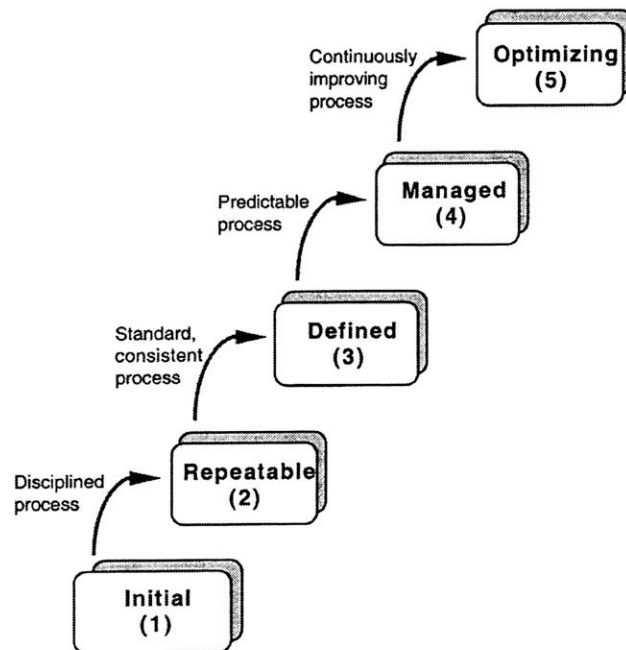 Continuously
improving
process
Optimizing
(5)
Predictable
process
Managed
(4)
Standard,
consistent
process
Defined
(3)
Disciplined
process
Repeatable
(2)
Initial
(1)